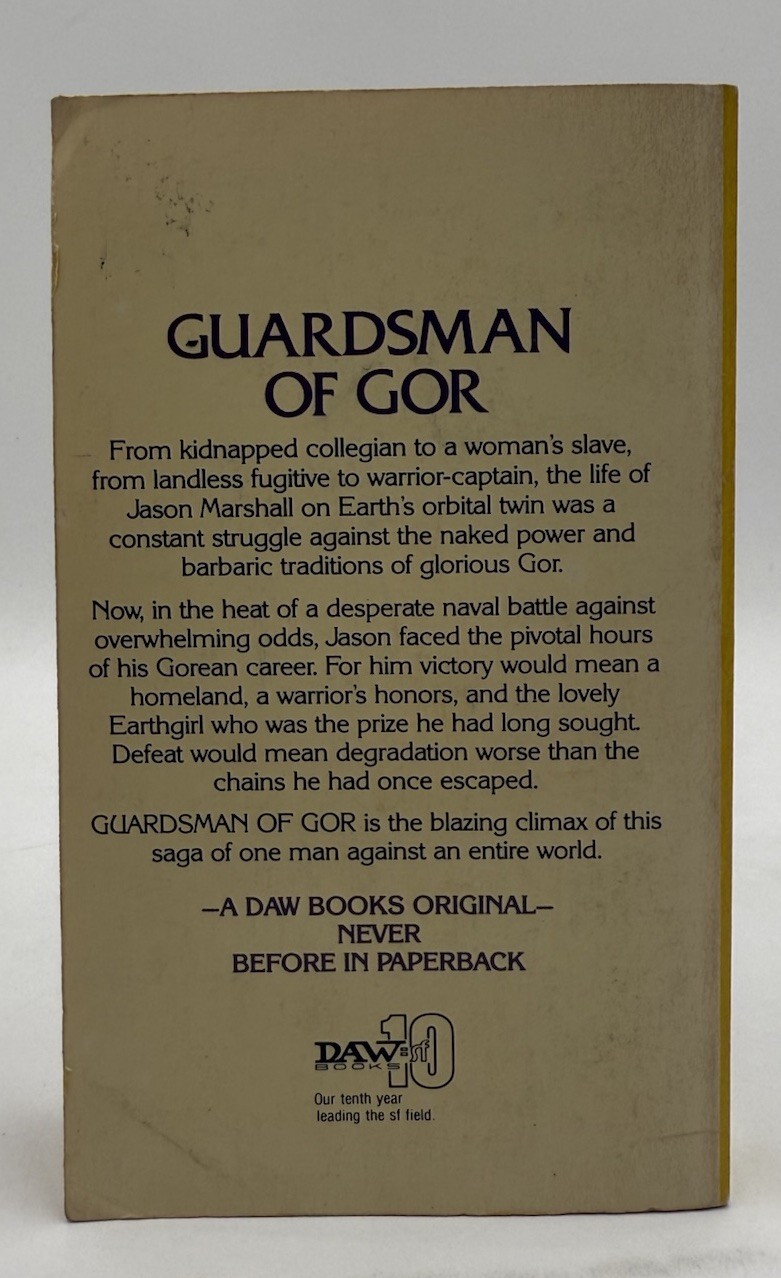 GUARDSMAN
OF GOR
From kidnapped collegian to a woman's slave,
from landless fugitive to warrior-captain, the life of
Jason Marshall on Earth's orbital twin was a
constant struggle against the naked power and
barbaric traditions of glorious Gor.
Now, in the heat of a desperate naval battle against
overwhelming odds, Jason faced the pivotal hours
of his Gorean career. For him victory would mean a
homeland, a warrior's honors, and the lovely
Earthgirl who was the prize he had long sought.
Defeat would mean degradation worse than the
chains he had once escaped.
GUARDSMAN OF GOR is the blazing climax of this
saga of one man against an entire world.
—A DAW BOOKS ORIGINAL—
NEVER
BEFORE IN PAPERBACK
DAW:sf 10
BOOKS
Our tenth year
leading the sf field.